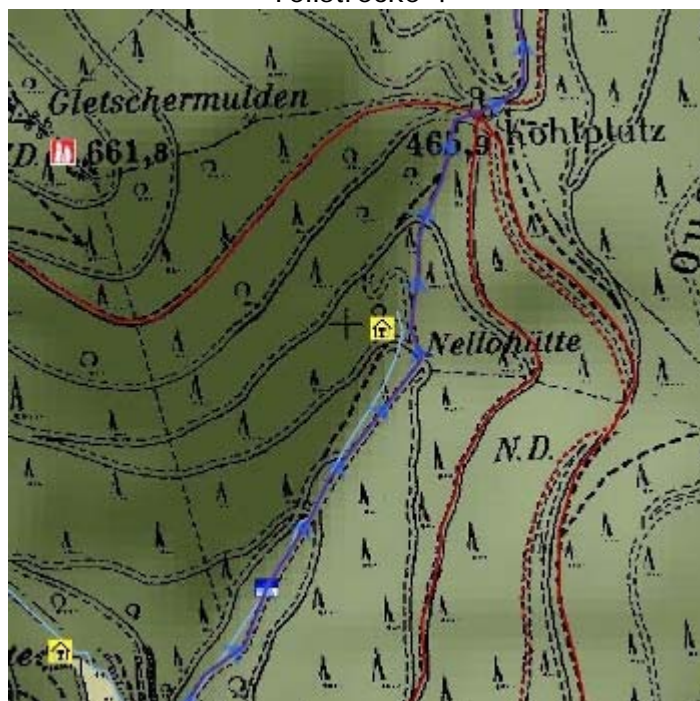 Gletschermulden
Kohlplatz
N.D. 661,8
465,9
Nellohütte
N.D.